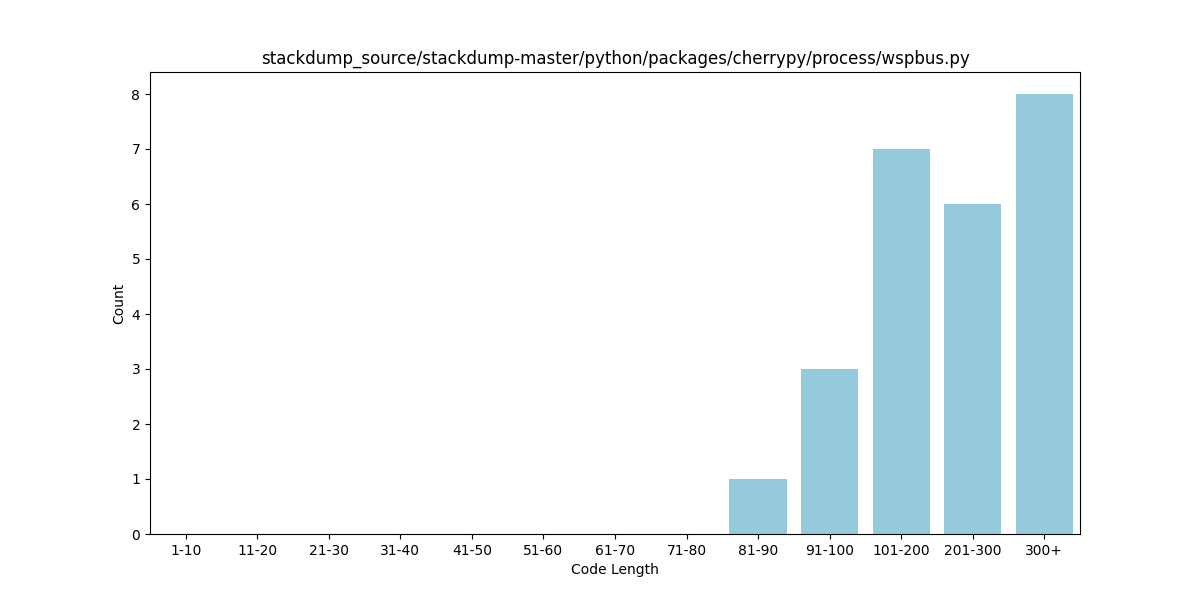 stackdump_source/stackdump-master/python/packages/cherrypy/process/wspbus.py
8
7
6
5
4
3
2
1
0
Count
1-10 11-20 21-30 31-40 41-50 51-60 61-70 71-80 81-90 91-100 101-200 201-300 300+
Code Length